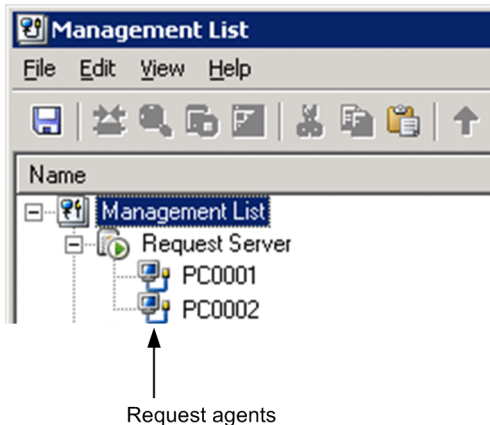 Management List
File Edit View Help
Name
Management List
Request Server
PC0001
PC0002
Request agents